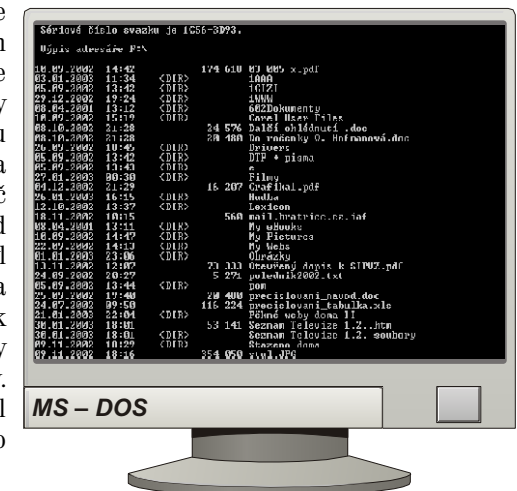 Sériové číslo svazku je 1C56-3D93.
Výpis adresáře F:\
10.09.2002 14:42 174 610 03 005 x.pdf
03.01.2003 11:34 <DIR> 1AAA
05.09.2002 13:42 <DIR> 1GIZI
29.12.2002 19:24 <DIR> 1WWW
08.04.2001 13:12 <DIR> 602Dokumenty
10.09.2002 15:19 <DIR> Corel User Files
08.10.2002 21:28 24 576 Další ohlédnutí .doc
08.10.2002 21:28 20 480 Do ročenky O. Hofmanová.doc
26.09.2002 10:45 <DIR> Drivers
05.09.2002 13:42 <DIR> DTP + písma
05.09.2002 13:43 <DIR> e
27.01.2003 00:30 <DIR> Filmy
04.12.2002 21:29 16 207 Grafika1.pdf
26.01.2003 16:15 <DIR> Hudba
12.10.2002 13:37 <DIR> Lexicon
18.11.2002 10:15 560 mail.bratrice.cz.iaf
08.04.2001 13:11 <DIR> My eBooks
10.09.2002 14:47 <DIR> My Pictures
22.09.2002 14:13 <DIR> My Webs
01.01.2003 23:06 <DIR> Obrázky
13.11.2002 12:07 73 333 Otevřený dopis k SIPVZ.pdf
24.09.2002 20:27 5 271 polednik2002.txt
05.09.2002 13:44 <DIR> pom
25.09.2002 19:40 20 480 precislovani_navod.doc
24.09.2002 09:50 116 224 precislovani_tabulka.xls
21.01.2003 22:04 <DIR> Pěkné weby doma II
30.01.2003 18:01 53 141 Seznam Televize 1.2..htm
30.01.2003 18:01 <DIR> Seznam Televize 1.2._soubory
09.11.2002 10:29 <DIR> Stazeno doma
09.11.2002 18:16 354 050 stul.JPG
MS – DOS